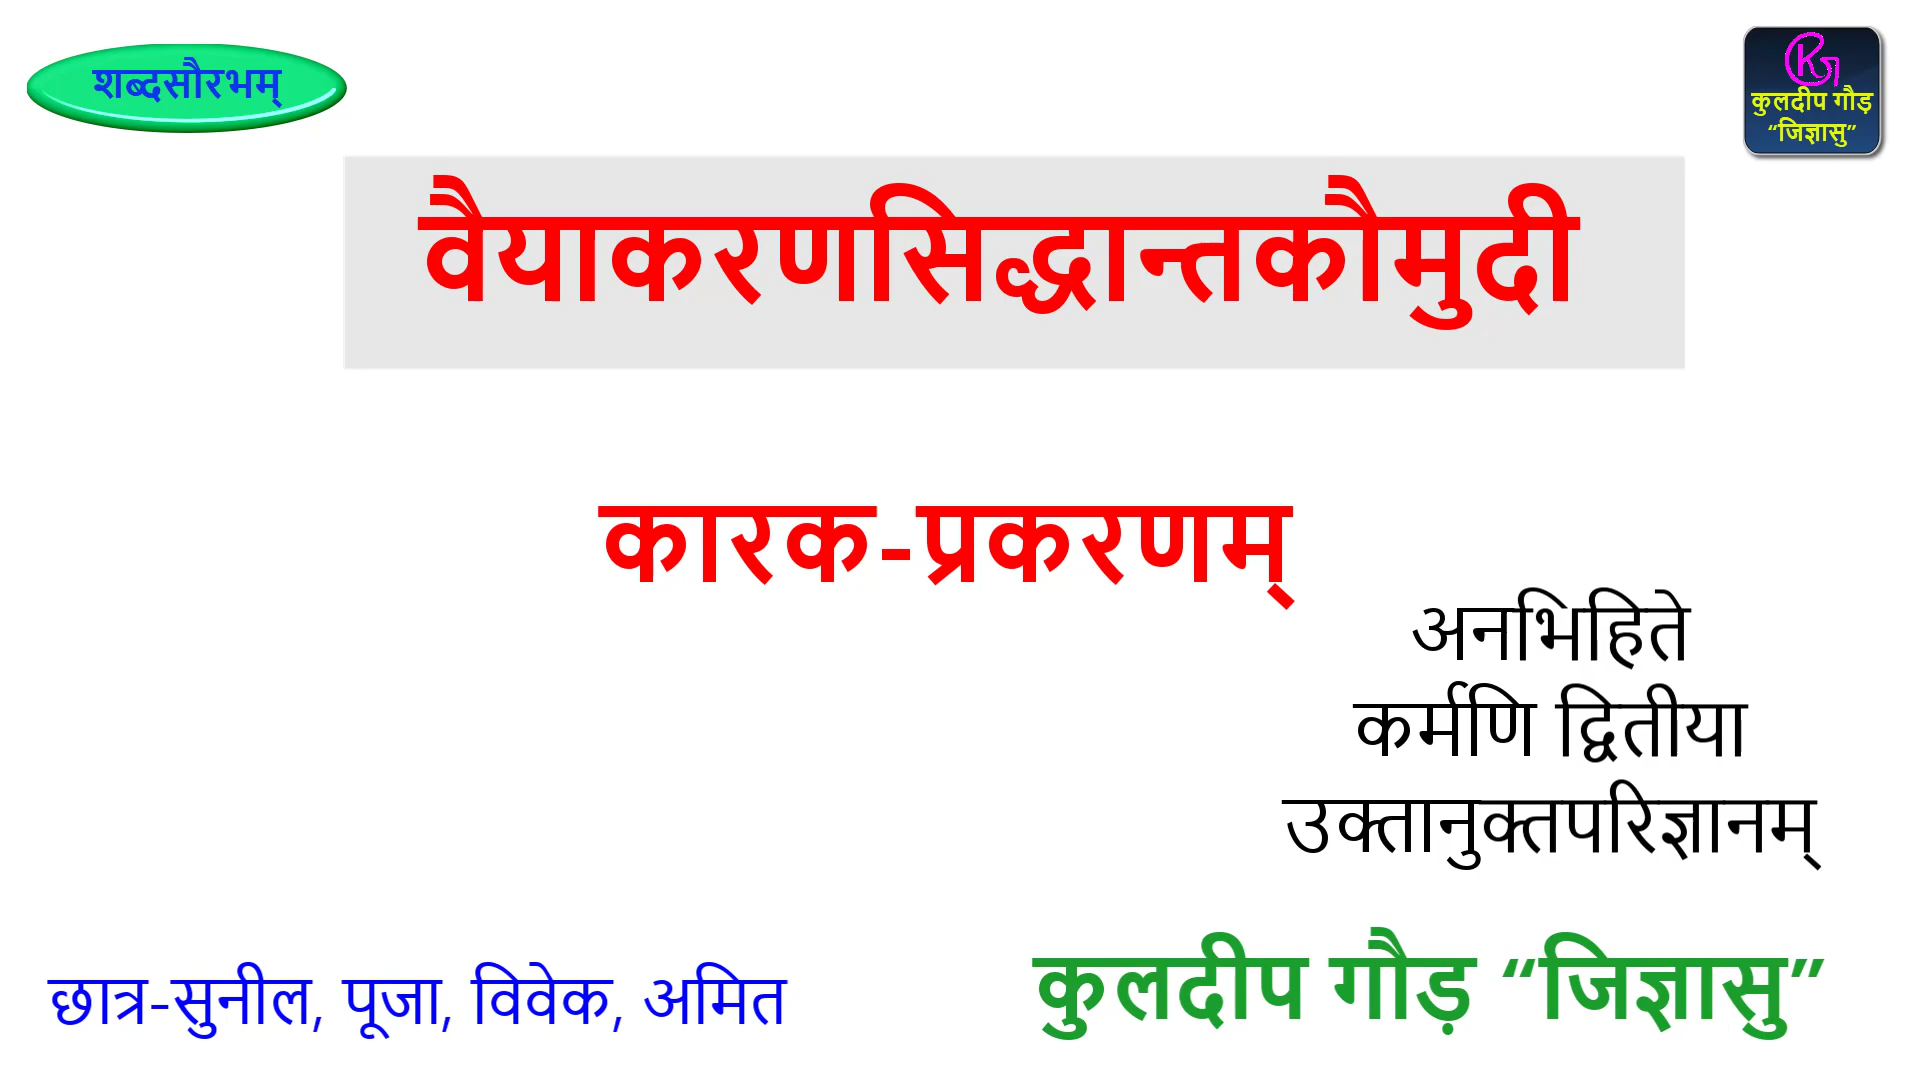 शब्दसौरभम्
कुलदीप गौड़
“जिज्ञासु”
वैयाकरणसिद्धान्तकौमुदी
कारक-प्रकरणम्
अनभिहिते
कर्मणि द्वितीया
उक्तानुक्तपरिज्ञानम्
छात्र-सुनील, पूजा, विवेक, अमित
कुलदीप गौड़ “जिज्ञासु”